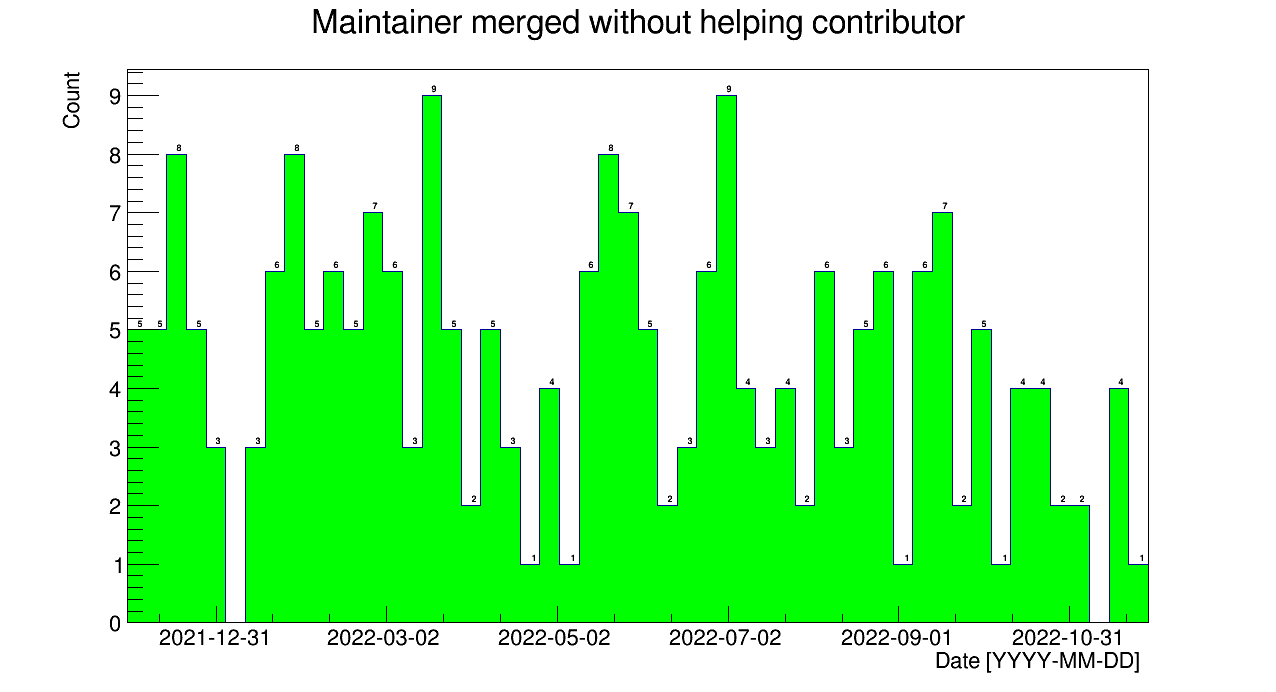 Maintainer merged without helping contributor
Count
9
8
7
6
5
4
3
2
1
0
5 5 8 5 3 3 6 8 5 6 5 7 6 3 9 5 2 5 3 1 4 1 6 8 7 5 2 3 6 9 4 3 4 2 6 3 5 6 1 6 7 2 5 1 4 4 2 2 4 1
2021-12-31 2022-03-02 2022-05-02 2022-07-02 2022-09-01 2022-10-31
Date [YYYY-MM-DD]